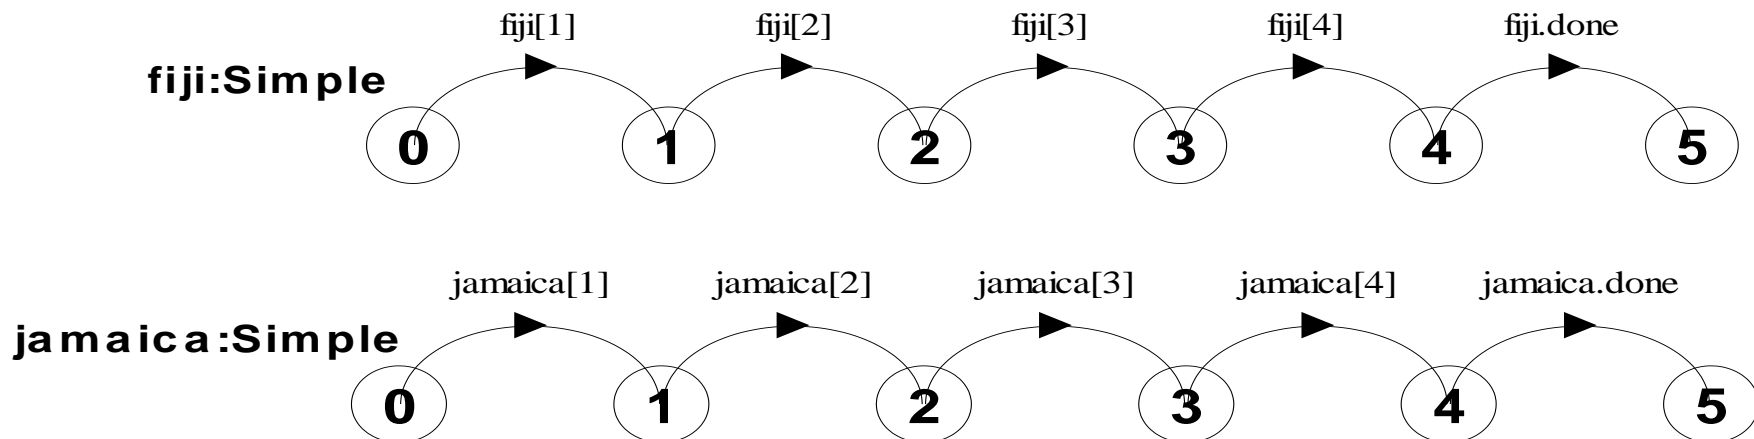 fiji[1] fiji[2] fiji[3] fiji[4] fiji.done
fiji:Simple
0 1 2 3 4 5
jamaica[1] jamaica[2] jamaica[3] jamaica[4] jamaica.done
jamaica:Simple
0 1 2 3 4 5